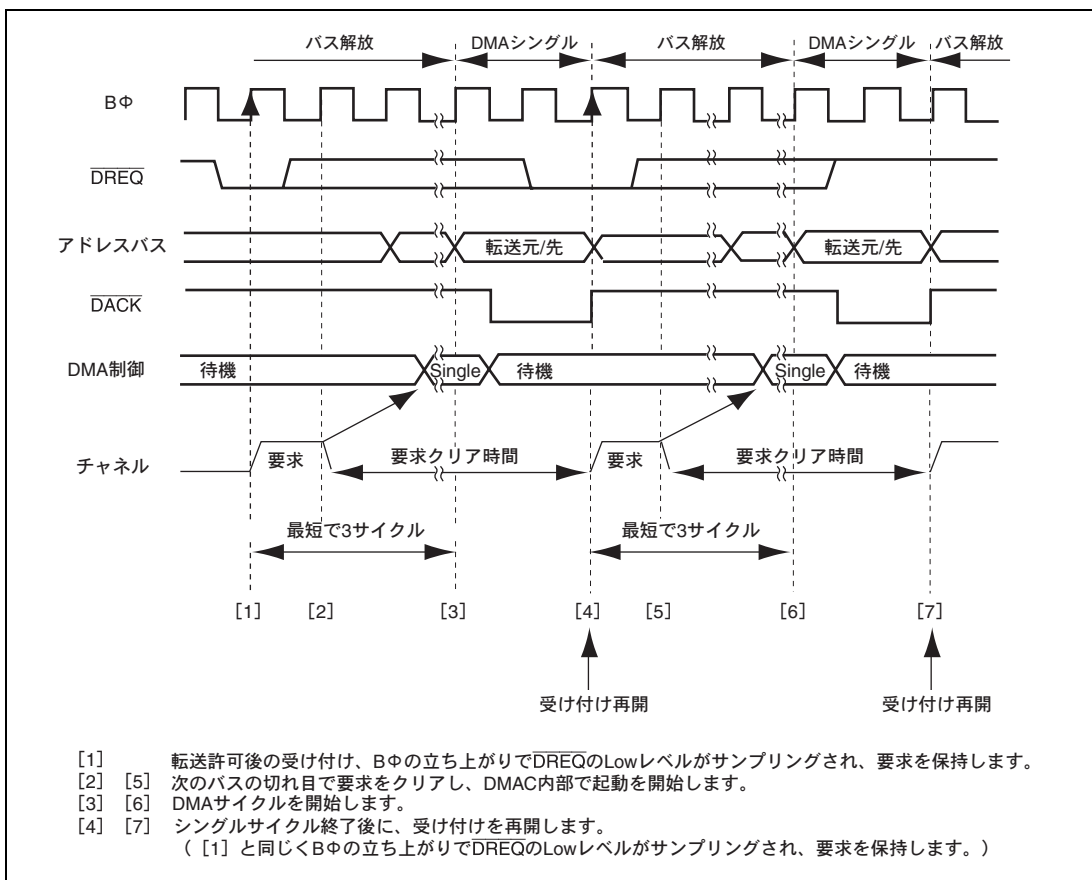 バス解放 DMAシングル バス解放 DMAシングル バス解放
BΦ
DREQ
アドレスバス 転送元/先 転送元/先
DACK
DMA制御 待機 Single 待機 Single 待機
チャネル 要求 要求クリア時間 要求 要求クリア時間
最短で3サイクル 最短で3サイクル
[1] [2] [3] [4] [5] [6] [7]
受け付け再開 受け付け再開
[1] 転送許可後の受け付け、BΦの立ち上がりでDREQのLowレベルがサンプリングされ、要求を保持します。
[2] [5] 次のバスの切れ目で要求をクリアし、DMAC内部で起動を開始します。
[3] [6] DMAサイクルを開始します。
[4] [7] シングルサイクル終了後に、受け付けを再開します。
([1]と同じくBΦの立ち上がりでDREQのLowレベルがサンプリングされ、要求を保持します。)